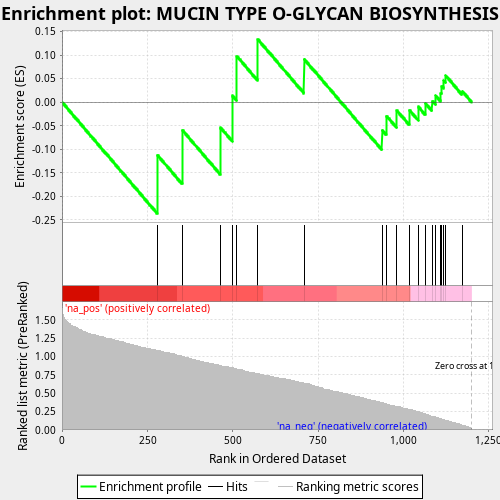 Enrichment plot: MUCIN TYPE O-GLYCAN BIOSYNTHESIS
Enrichment score (ES)
0.15
0.10
0.05
0.00
-0.05
-0.10
-0.15
-0.20
-0.25
'na_pos' (positively correlated)
Ranked list metric (PreRanked)
1.50
1.25
1.00
0.75
0.50
0.25
0.00
Zero cross at 1
'na_neg' (negatively correlated)
0
250
500
750
1,000
1,250
Rank in Ordered Dataset
Enrichment profile
Hits
Ranking metric scores